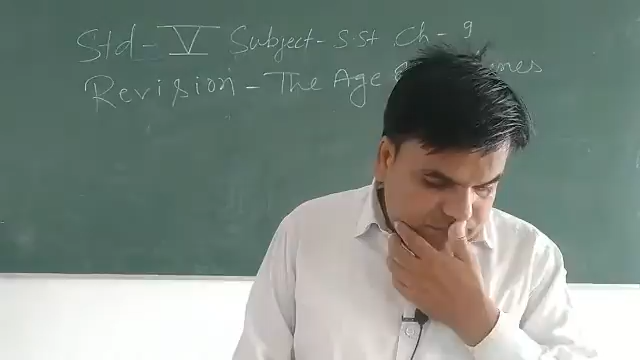 Std - V Subject - S.St Ch - 9
Revision - The Age